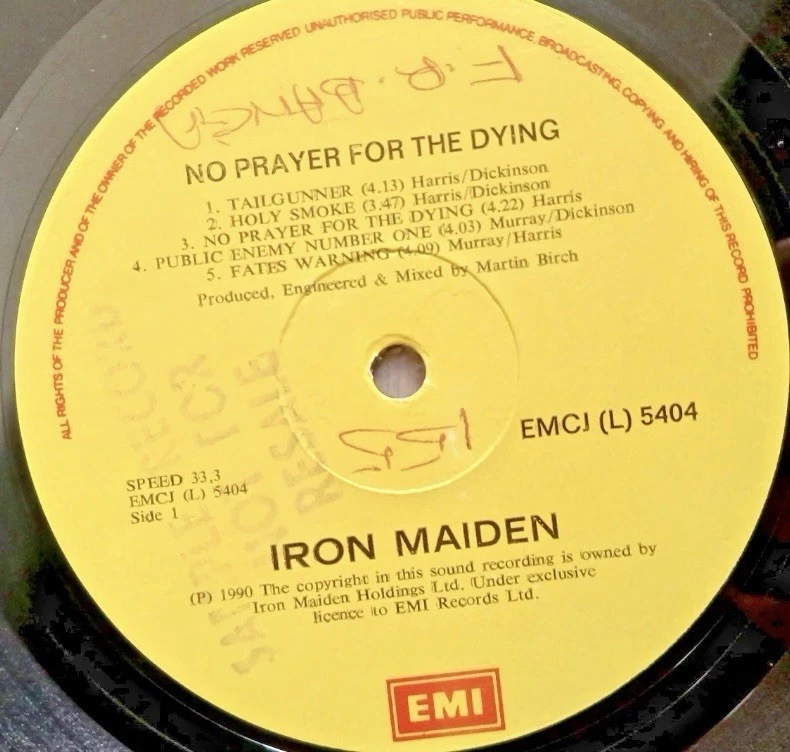 ALL RIGHTS OF THE PRODUCER AND OF THE OWNER OF THE RECORDED WORK RESERVED UNAUTHORISED PUBLIC PERFORMANCE, BROADCASTING, COPYING AND HIRING OF THIS RECORD PROHIBITED
NO PRAYER FOR THE DYING
1. TAILGUNNER (4.13) Harris/Dickinson
2. HOLY SMOKE (3.47) Harris/Dickinson
3. NO PRAYER FOR THE DYING (4.22) Harris
4. PUBLIC ENEMY NUMBER ONE (4.03) Murray/Dickinson
5. FATES WARNING (4.09) Murray/Harris
Produced, Engineered & Mixed by Martin Birch
EMCJ (L) 5404
SPEED 33,3
EMCJ (L) 5404
Side 1
NOT FOR
RESALE
IRON MAIDEN
(P) 1990 The copyright in this sound recording is owned by
Iron Maiden Holdings Ltd. Under exclusive
licence to EMI Records Ltd.
EMI